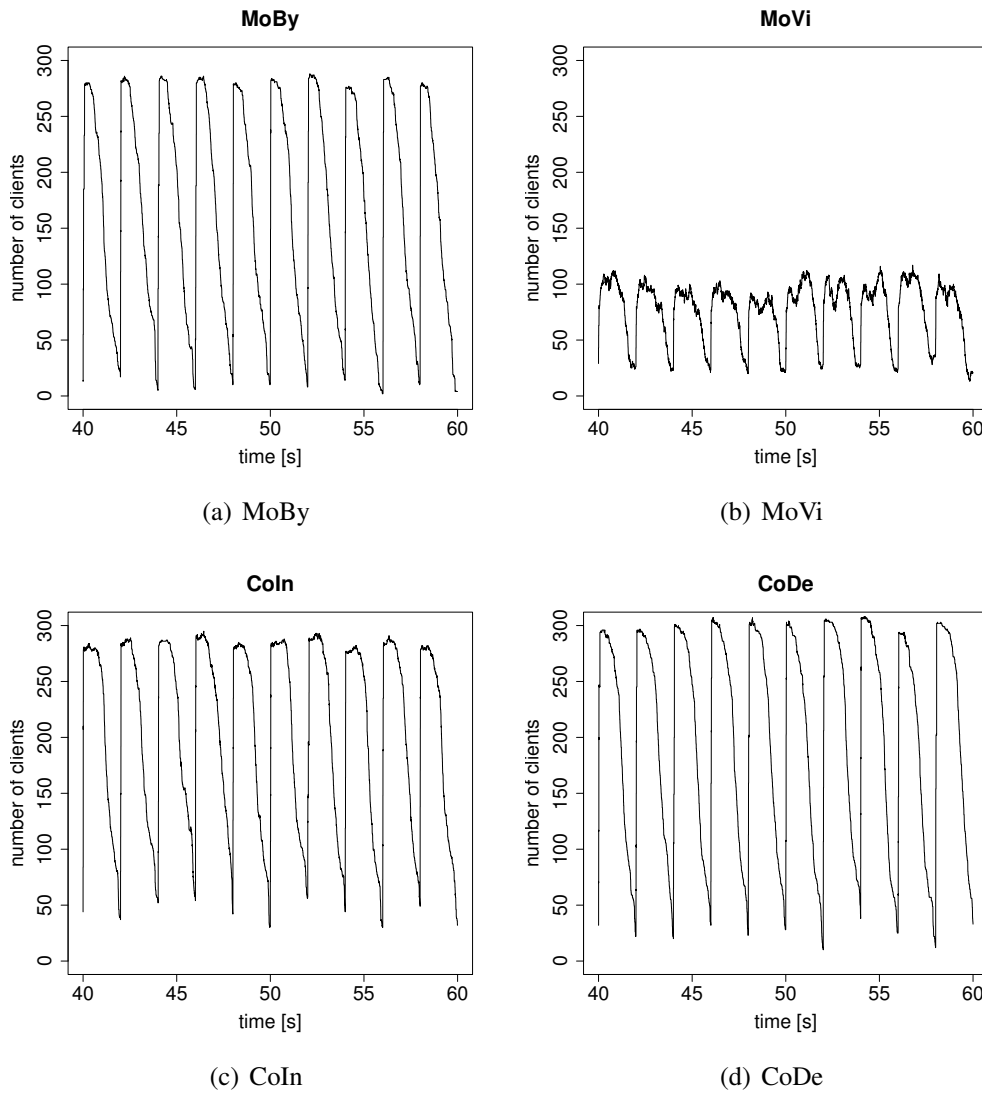 MoBy
number of clients
0 50 100 150 200 250 300
40 45 50 55 60
time [s]
(a) MoBy
MoVi
number of clients
0 50 100 150 200 250 300
40 45 50 55 60
time [s]
(b) MoVi
CoIn
number of clients
0 50 100 150 200 250 300
40 45 50 55 60
time [s]
(c) CoIn
CoDe
number of clients
0 50 100 150 200 250 300
40 45 50 55 60
time [s]
(d) CoDe